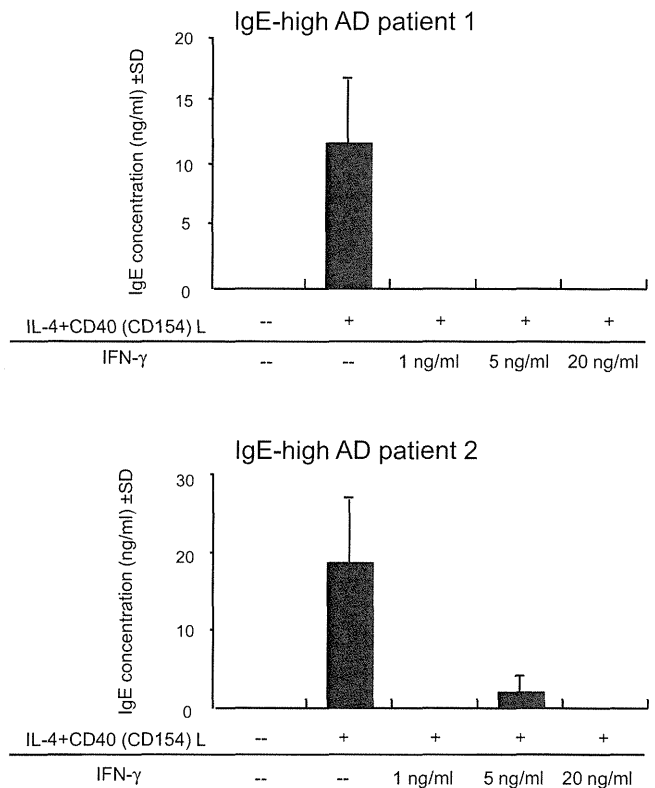 IgE-high AD patient 1
IgE concentration (ng/ml) ±SD
20
15
10
5
0
IL-4+CD40 (CD154) L -- + + + +
IFN-γ -- -- 1 ng/ml 5 ng/ml 20 ng/ml
IgE-high AD patient 2
IgE concentration (ng/ml) ±SD
30
20
10
0
IL-4+CD40 (CD154) L -- + + + +
IFN-γ -- -- 1 ng/ml 5 ng/ml 20 ng/ml